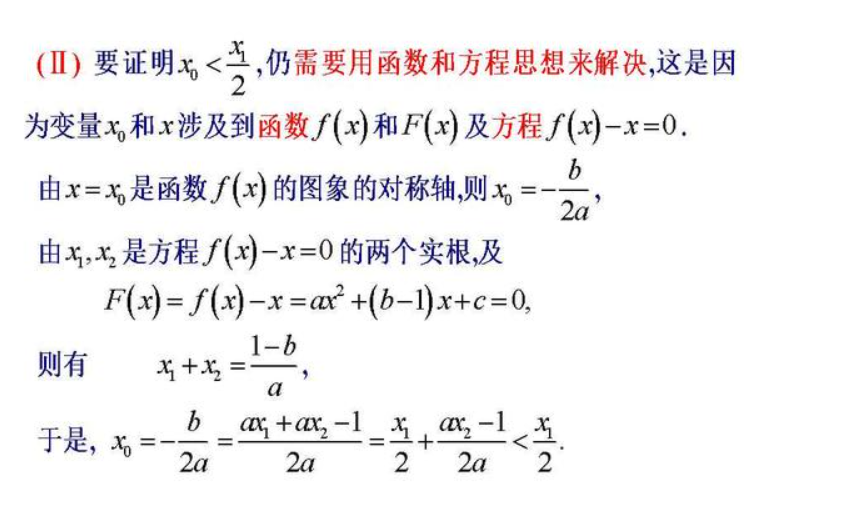 (Ⅱ) 要证明 $x_0<\frac{x_1}{2}$,仍需要用函数和方程思想来解决,这是因
为变量 $x_0$ 和 $x$ 涉及到函数 $f(x)$ 和 $F(x)$ 及方程 $f(x)-x=0$.
由 $x=x_0$ 是函数 $f(x)$ 的图象的对称轴,则 $x_0=-\frac{b}{2a}$,
由 $x_1,x_2$ 是方程 $f(x)-x=0$ 的两个实根,及
$F(x)=f(x)-x=ax^2+(b-1)x+c=0$,
则有 $x_1+x_2=\frac{1-b}{a}$,
于是, $x_0=-\frac{b}{2a}=\frac{ax_1+ax_2-1}{2a}=\frac{x_1}{2}+\frac{ax_2-1}{2a}<\frac{x_1}{2}$.